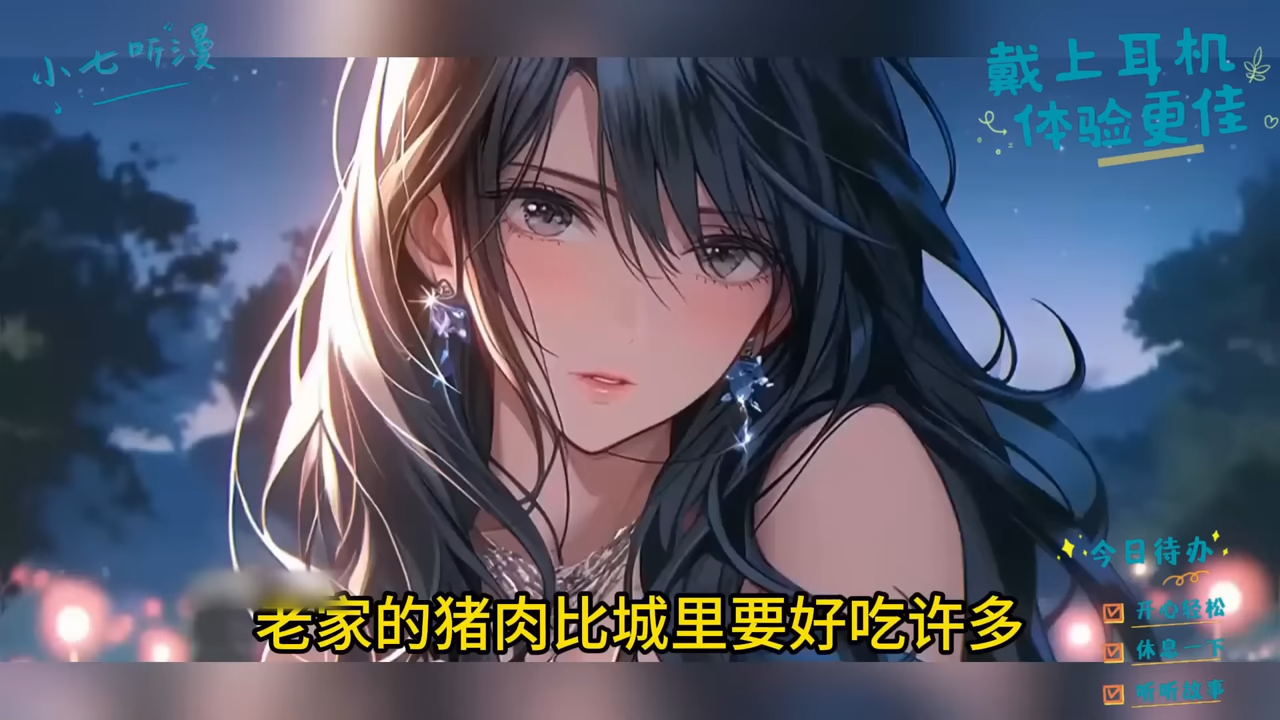 小七听漫
戴上耳机
体验更佳
老家的猪肉比城里要好吃许多
今日待办
开心轻松
休息一下
听听故事